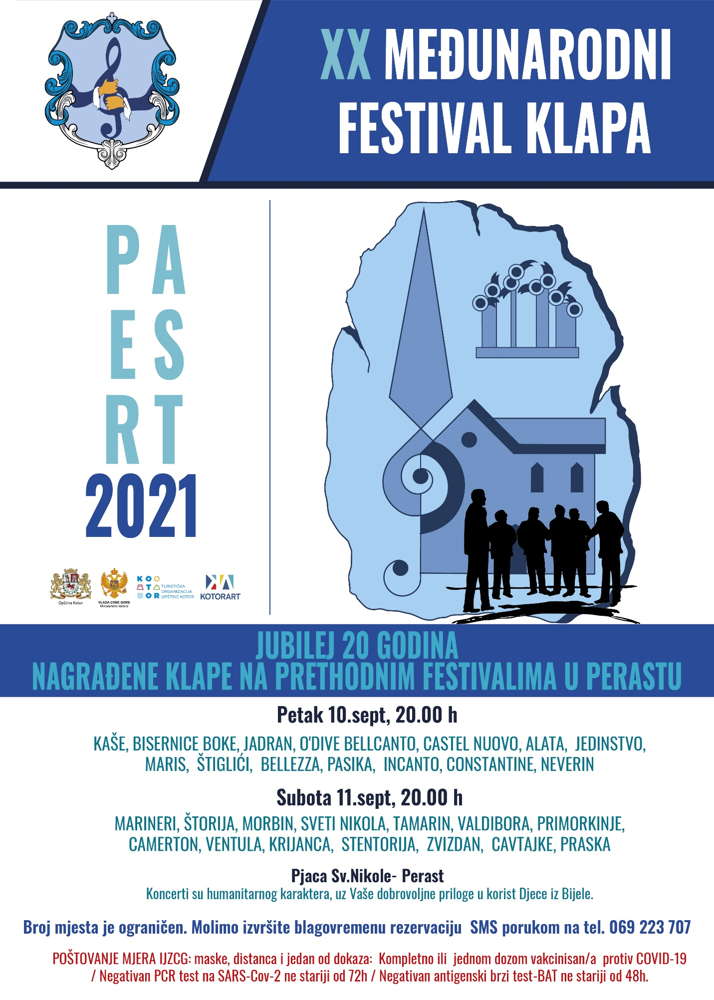 XX MEĐUNARODNI
FESTIVAL KLAPA
PA
ES
RT
2021
Opština Kotor
VLADA CRNE GORE
Ministarstvo kulture
KO
T
OR
TURISTIČKA
ORGANIZACIJA
OPŠTINE KOTOR
KOTORART
JUBILEJ 20 GODINA
NAGRAĐENE KLAPE NA PRETHODNIM FESTIVALIMA U PERASTU
Petak 10.sept, 20.00 h
KAŠE, BISERNICE BOKE, JADRAN, O'DIVE BELLCANTO, CASTEL NUOVO, ALATA, JEDINSTVO,
MARIS, ŠTIGLIĆI, BELLEZZA, PASIKA, INCANTO, CONSTANTINE, NEVERIN
Subota 11.sept, 20.00 h
MARINERI, ŠTORIJA, MORBIN, SVETI NIKOLA, TAMARIN, VALDIBORA, PRIMORKINJE,
CAMERTON, VENTULA, KRIJANCA, STENTORIJA, ZVIZDAN, CAVTAJKE, PRASKA
Pjaca Sv.Nikole- Perast
Koncerti su humanitarnog karaktera, uz Vaše dobrovoljne priloge u korist Djece iz Bijele.
Broj mjesta je ograničen. Molimo izvršite blagovremenu rezervaciju SMS porukom na tel. 069 223 707
POŠTOVANJE MJERA IJZCG: maske, distanca i jedan od dokaza: Kompletno ili jednom dozom vakcinisan/a protiv COVID-19
/ Negativan PCR test na SARS-Cov-2 ne stariji od 72h / Negativan antigenski brzi test-BAT ne stariji od 48h.